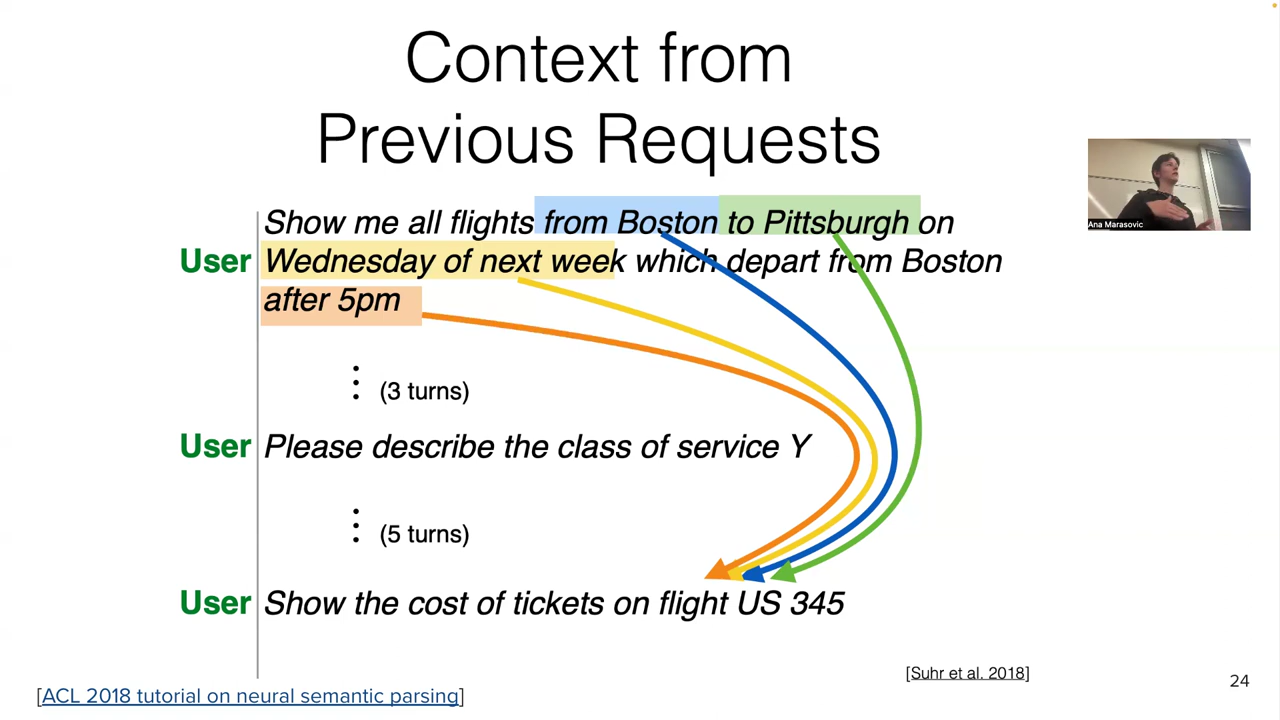 Context from
Previous Requests
Show me all flights from Boston to Pittsburgh on
User Wednesday of next week which depart from Boston
after 5pm
(3 turns)
User Please describe the class of service Y
(5 turns)
User Show the cost of tickets on flight US 345
[Suhr et al. 2018]
[ACL 2018 tutorial on neural semantic parsing]
24
Ana Marasovic